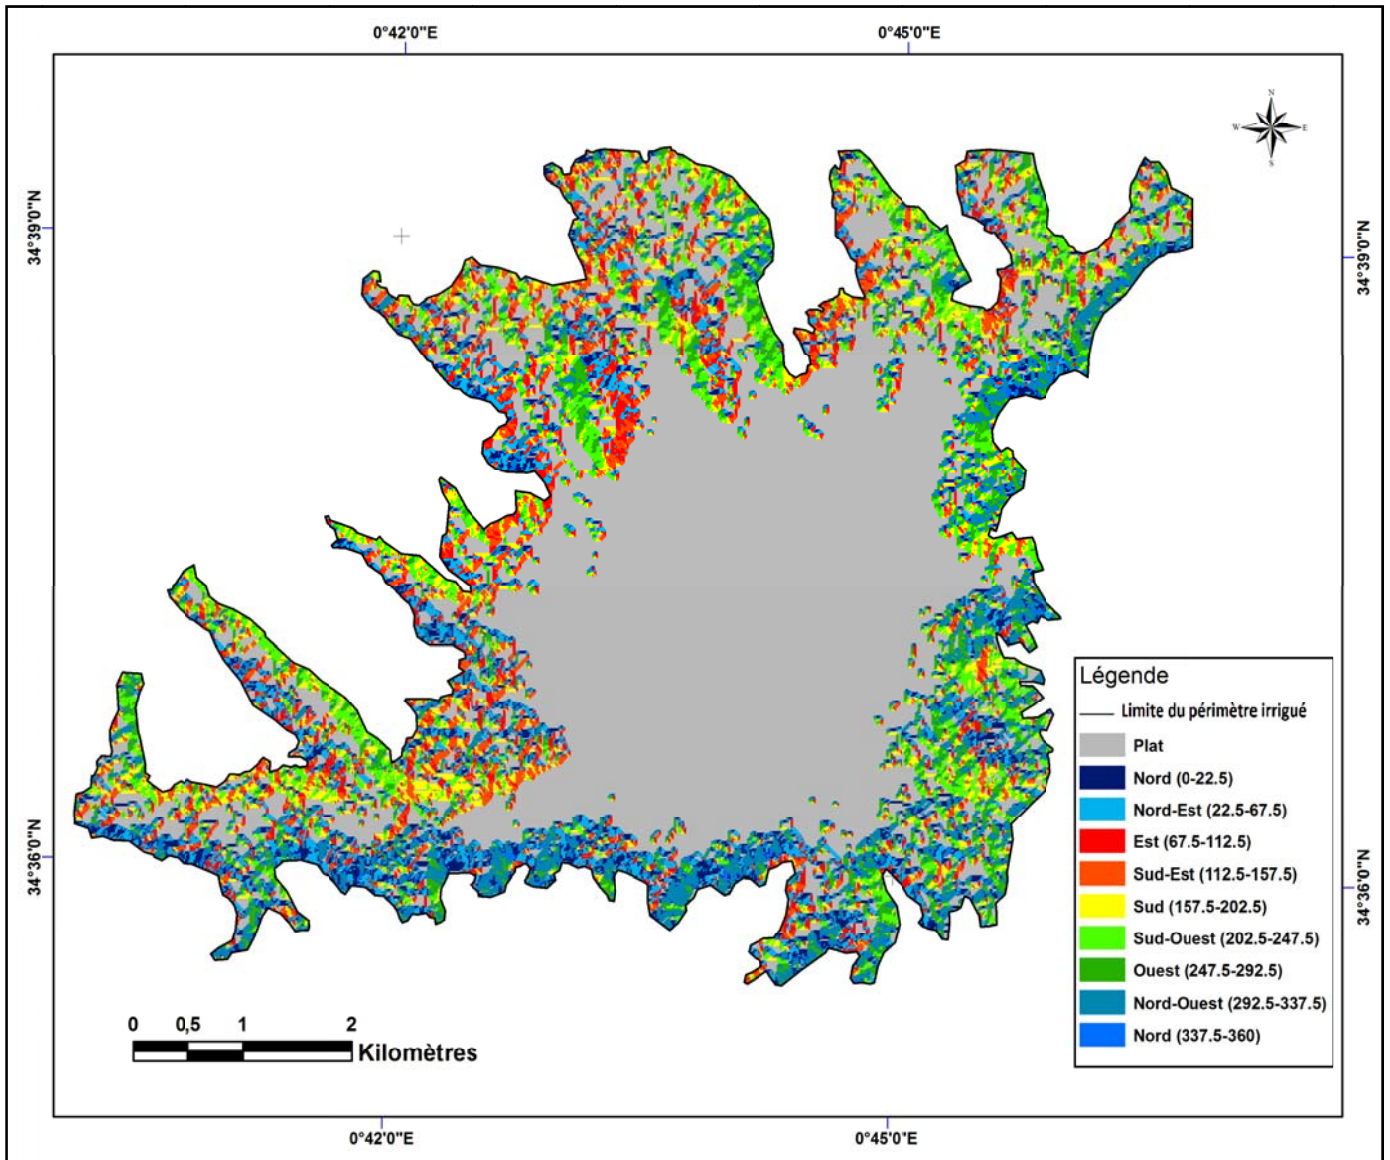 0°42'0"E
0°45'0"E
N
W
E
S
34°39'0"N
34°39'0"N
34°36'0"N
34°36'0"N
Légende
Limite du périmètre irrigué
Plat
Nord (0-22.5)
Nord-Est (22.5-67.5)
Est (67.5-112.5)
Sud-Est (112.5-157.5)
Sud (157.5-202.5)
Sud-Ouest (202.5-247.5)
Ouest (247.5-292.5)
Nord-Ouest (292.5-337.5)
Nord (337.5-360)
0 0,5 1 2
Kilomètres
0°42'0"E
0°45'0"E